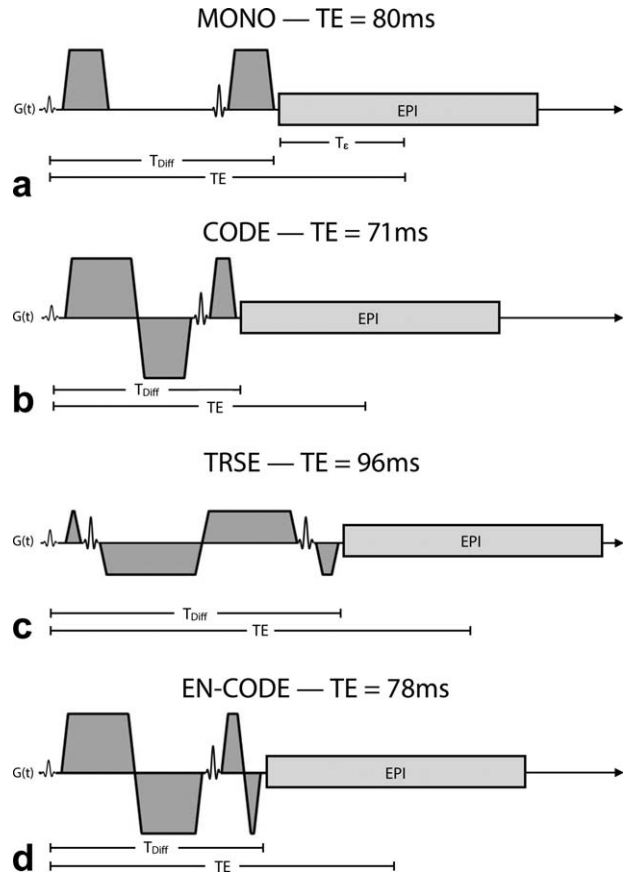 MONO — TE = 80ms
G(t)
EPI
Tε
TDiff
TE
a
CODE — TE = 71ms
G(t)
EPI
TDiff
TE
b
TRSE — TE = 96ms
G(t)
EPI
TDiff
TE
c
EN-CODE — TE = 78ms
G(t)
EPI
TDiff
TE
d